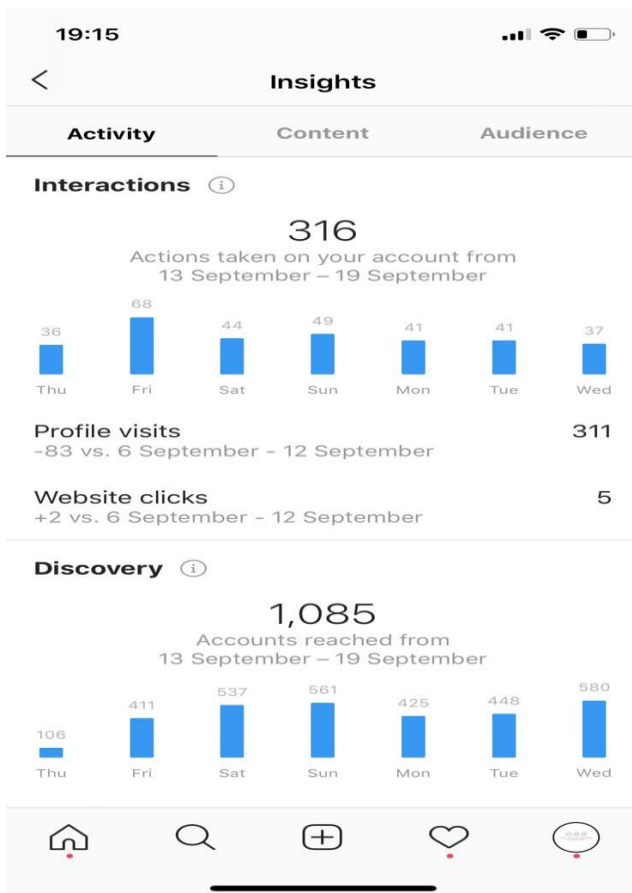 19:15
Insights
Activity Content Audience
Interactions
316
Actions taken on your account from
13 September – 19 September
36 68 44 49 41 41 37
Thu Fri Sat Sun Mon Tue Wed
Profile visits 311
-83 vs. 6 September - 12 September
Website clicks 5
+2 vs. 6 September - 12 September
Discovery
1,085
Accounts reached from
13 September – 19 September
106 411 537 561 425 448 580
Thu Fri Sat Sun Mon Tue Wed